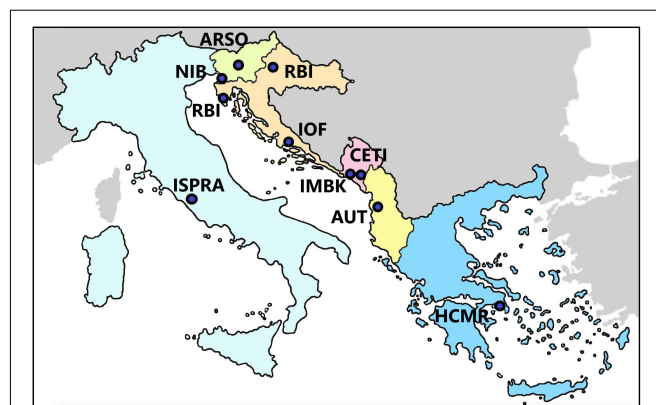 ARSO
NIB
RBI
RBI
IOF
CETI
IMBK
ISPRA
AUT
HCMR